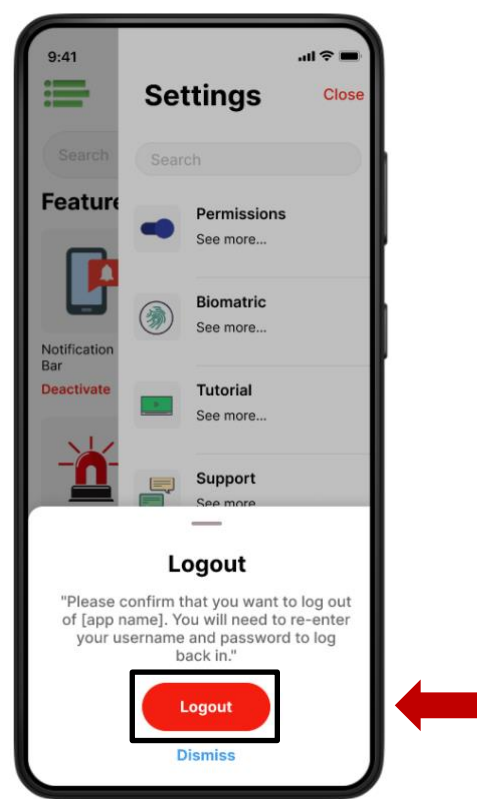 9:41
Settings
Close
Search
Search
Feature
Permissions
See more...
Biomatric
See more...
Notification
Bar
Deactivate
Tutorial
See more...
Support
See more
Logout
"Please confirm that you want to log out
of [app name]. You will need to re-enter
your username and password to log
back in."
Logout
Dismiss